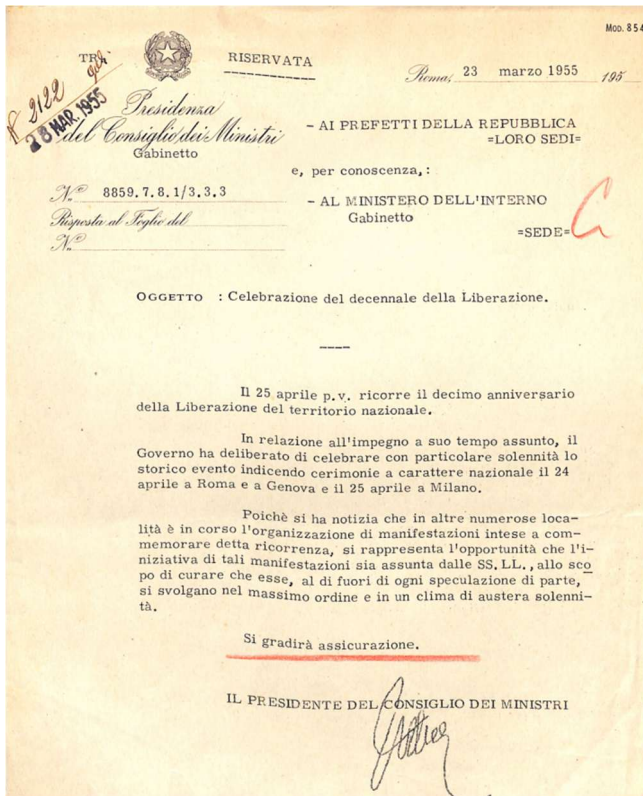 MOD. 854
TR
RISERVATA
Roma, 23 marzo 1955 195
N 2122
28 MAR. 1955
Presidenza
del Consiglio dei Ministri
Gabinetto
- AI PREFETTI DELLA REPUBBLICA
=LORO SEDI=
e, per conoscenza,:
N.º 8859.7.8.1/3.3.3
- AL MINISTERO DELL'INTERNO
Gabinetto
Risposta al Foglio del
N.º
=SEDE=
OGGETTO : Celebrazione del decennale della Liberazione.
Il 25 aprile p.v. ricorre il decimo anniversario
della Liberazione del territorio nazionale.
In relazione all'impegno a suo tempo assunto, il
Governo ha deliberato di celebrare con particolare solennità lo
storico evento indicendo cerimonie a carattere nazionale il 24
aprile a Roma e a Genova e il 25 aprile a Milano.
Poichè si ha notizia che in altre numerose loca-
lità è in corso l'organizzazione di manifestazioni intese a com-
memorare detta ricorrenza, si rappresenta l'opportunità che l'i-
niziativa di tali manifestazioni sia assunta dalle SS.LL., allo sco
po di curare che esse, al di fuori di ogni speculazione di parte,
si svolgano nel massimo ordine e in un clima di austera solenni-
tà.
Si gradirà assicurazione.
IL PRESIDENTE DEL CONSIGLIO DEI MINISTRI